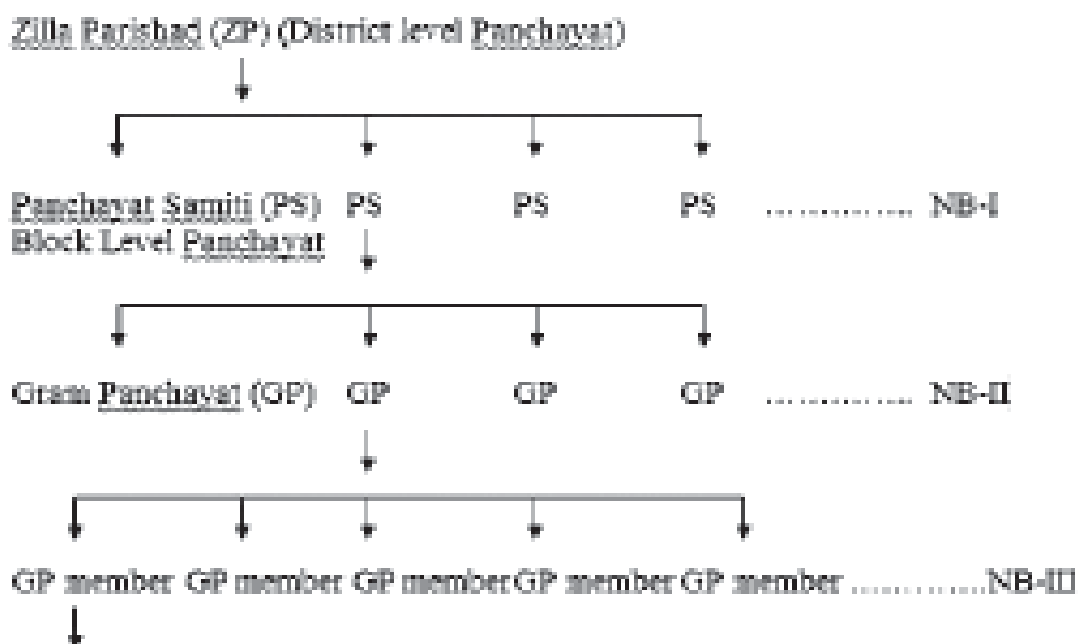 Zilla Parishad (ZP) (District level Panchayat)
Panchayat Samiti (PS) PS PS PS .............. NB-I
Block Level Panchayat
Gram Panchayat (GP) GP GP GP .............. NB-II
GP member GP member GP member GP member GP member .............NB-III